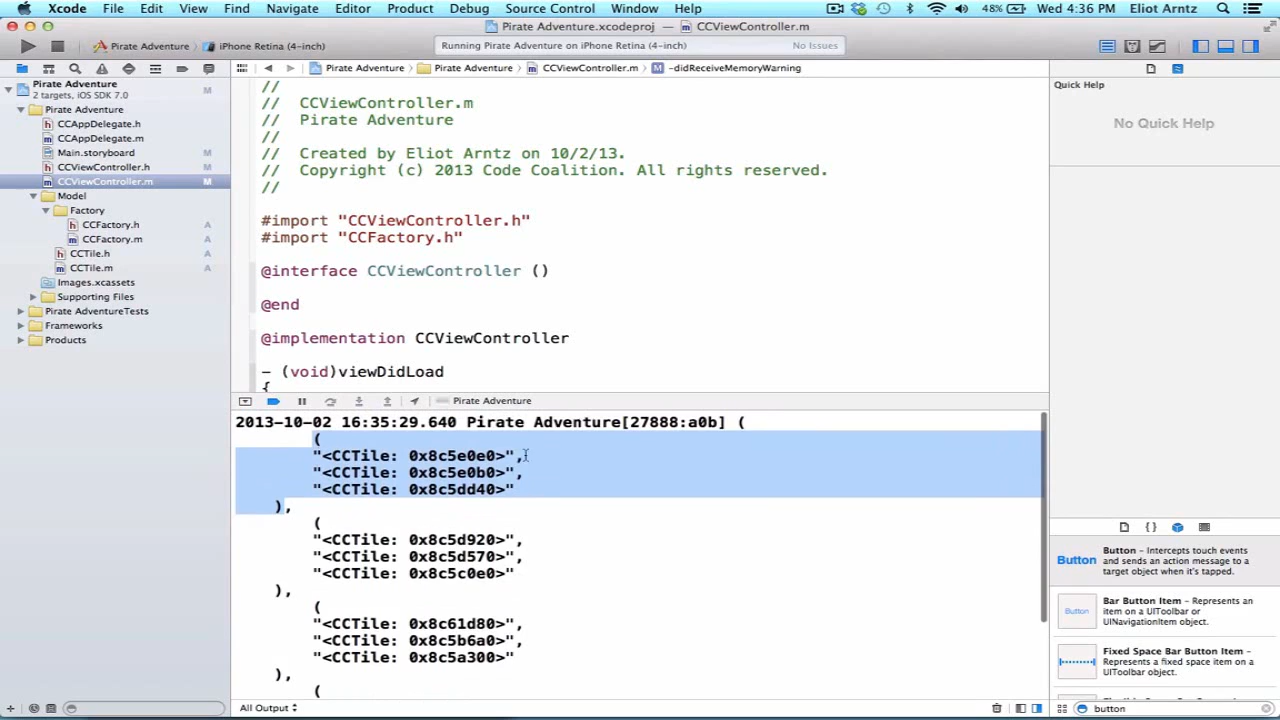 Xcode File Edit View Find Navigate Editor Product Debug Source Control Window Help 48% Wed 4:36 PM Eliot Arntz
Pirate Adventure.xcodeproj — CCViewController.m
Pirate Adventure iPhone Retina (4-inch) Running Pirate Adventure on iPhone Retina (4-inch) No Issues
Pirate Adventure Pirate Adventure CCViewController.m M -didReceiveMemoryWarning
Pirate Adventure M
2 targets, iOS SDK 7.0
Pirate Adventure
h CCAppDelegate.h
m CCAppDelegate.m
Main.storyboard M
h CCViewController.h M
m CCViewController.m M
Model
Factory
h CCFactory.h A
m CCFactory.m A
h CCTile.h A
m CCTile.m A
Images.xcassets
Supporting Files
Pirate AdventureTests
Frameworks
Products
//
// CCViewController.m
// Pirate Adventure
//
// Created by Eliot Arntz on 10/2/13.
// Copyright (c) 2013 Code Coalition. All rights reserved.
//
#import "CCViewController.h"
#import "CCFactory.h"
@interface CCViewController ()
@end
@implementation CCViewController
- (void)viewDidLoad
{
Pirate Adventure
2013-10-02 16:35:29.640 Pirate Adventure[27888:a0b] (
(
"<CCTile: 0x8c5e0e0>",
"<CCTile: 0x8c5e0b0>",
"<CCTile: 0x8c5dd40>"
),
(
"<CCTile: 0x8c5d920>",
"<CCTile: 0x8c5d570>",
"<CCTile: 0x8c5c0e0>"
),
(
"<CCTile: 0x8c61d80>",
"<CCTile: 0x8c5b6a0>",
"<CCTile: 0x8c5a300>"
),
(
All Output
Quick Help
No Quick Help
{}
Button
Button – Intercepts touch events
and sends an action message to a
target object when it's tapped.
Button
Bar Button Item – Represents an
item on a UIToolbar or
UINavigationItem object.
Fixed Space Bar Button Item –
Represents a fixed space item on a
UIToolbar object.
button